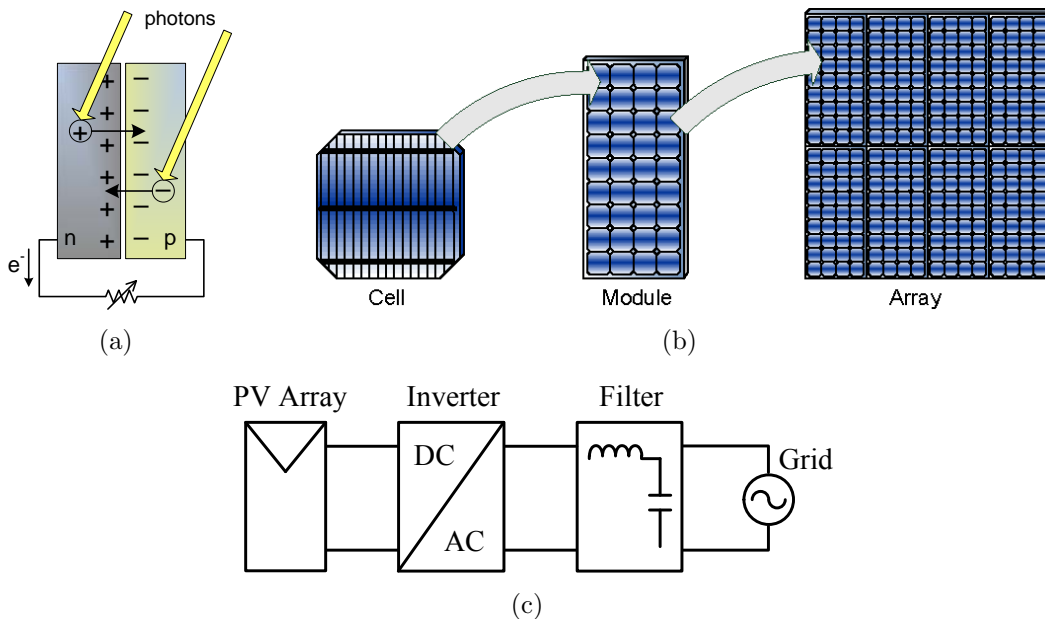 photons
+ −
+ −
+ + −
+ −
+ − −
+ −
n + − p
e-
(a)
Cell
Module
Array
(b)
PV Array
Inverter
Filter
DC
AC
Grid
(c)